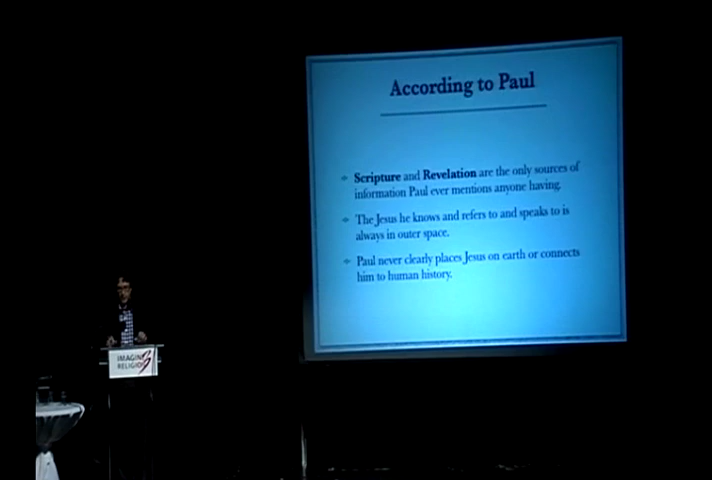 According to Paul
Scripture and Revelation are the only sources of
information Paul ever mentions anyone having.
The Jesus he knows and refers to and speaks to is
always in outer space.
Paul never clearly places Jesus on earth or connects
him to human history.
IMAGIN
RELIGIO
3